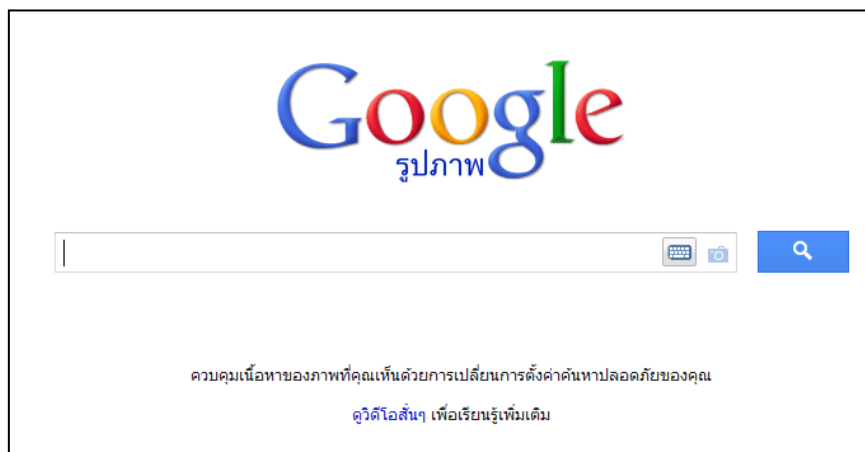 Google
รูปภาพ
ควบคุมเนื้อหาของภาพที่คุณเห็นด้วยการเปลี่ยนการตั้งค่าค้นหาปลอดภัยของคุณ
ดูวิดีโอสั้นๆ เพื่อเรียนรู้เพิ่มเติม